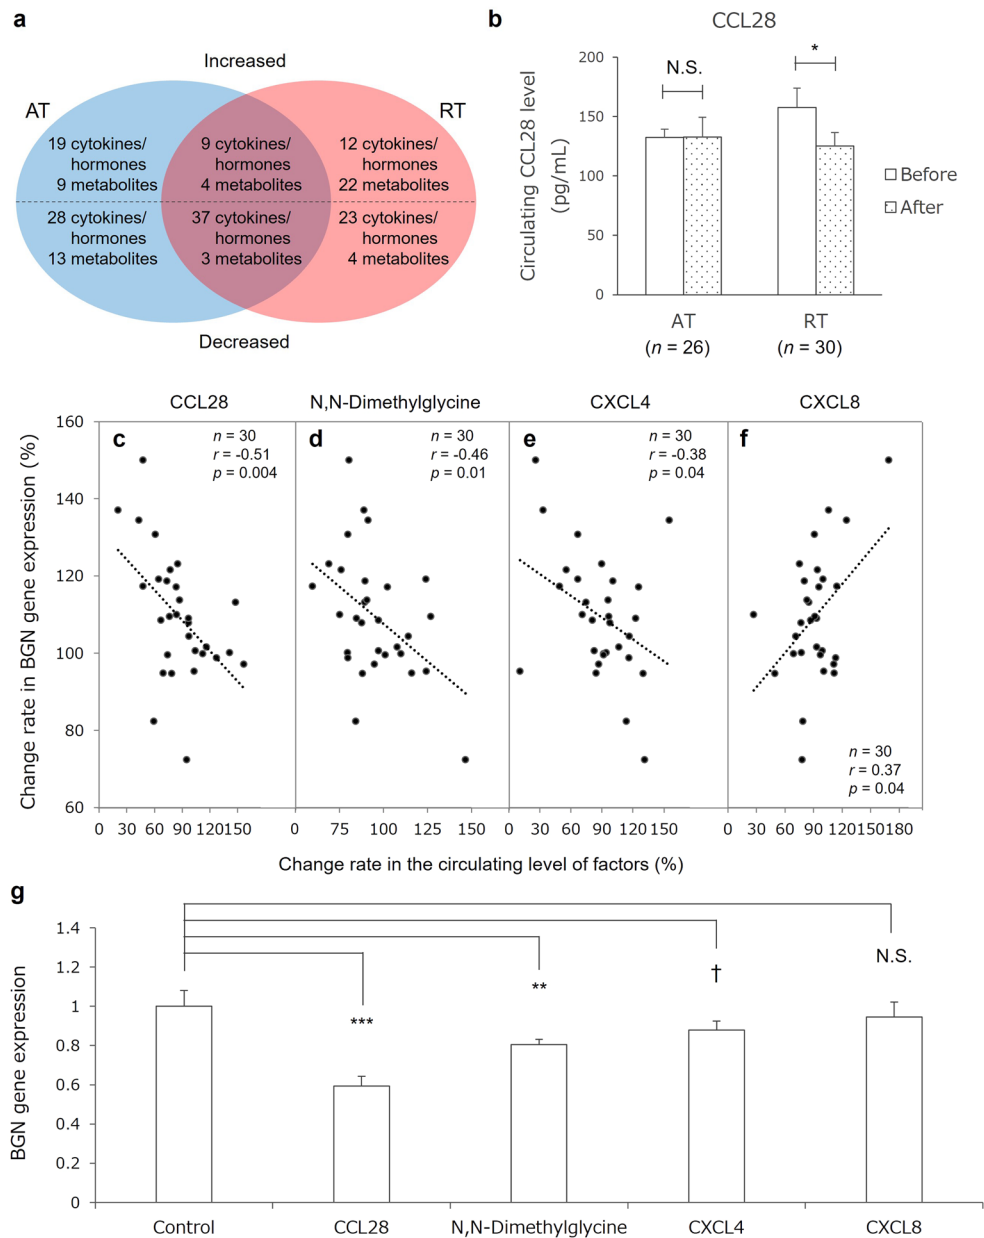 a
Increased
AT
RT
19 cytokines/
hormones
9 metabolites
9 cytokines/
hormones
4 metabolites
12 cytokines/
hormones
22 metabolites
28 cytokines/
hormones
13 metabolites
37 cytokines/
hormones
3 metabolites
23 cytokines/
hormones
4 metabolites
Decreased
b
CCL28
Circulating CCL28 level
(pg/mL)
200
150
100
50
0
N.S.
*
Before
After
AT
(n = 26)
RT
(n = 30)
CCL28
N,N-Dimethylglycine
CXCL4
CXCL8
Change rate in BGN gene expression (%)
160
140
120
100
80
60
c
n = 30
r = -0.51
p = 0.004
d
n = 30
r = -0.46
p = 0.01
e
n = 30
r = -0.38
p = 0.04
f
n = 30
r = 0.37
p = 0.04
0 30 60 90 120 150
0 75 100 125 150
0 30 60 90 120 150
0 30 60 90 120 150 180
Change rate in the circulating level of factors (%)
g
BGN gene expression
1.4
1.2
1
0.8
0.6
0.4
0.2
0
***
**
†
N.S.
Control
CCL28
N,N-Dimethylglycine
CXCL4
CXCL8